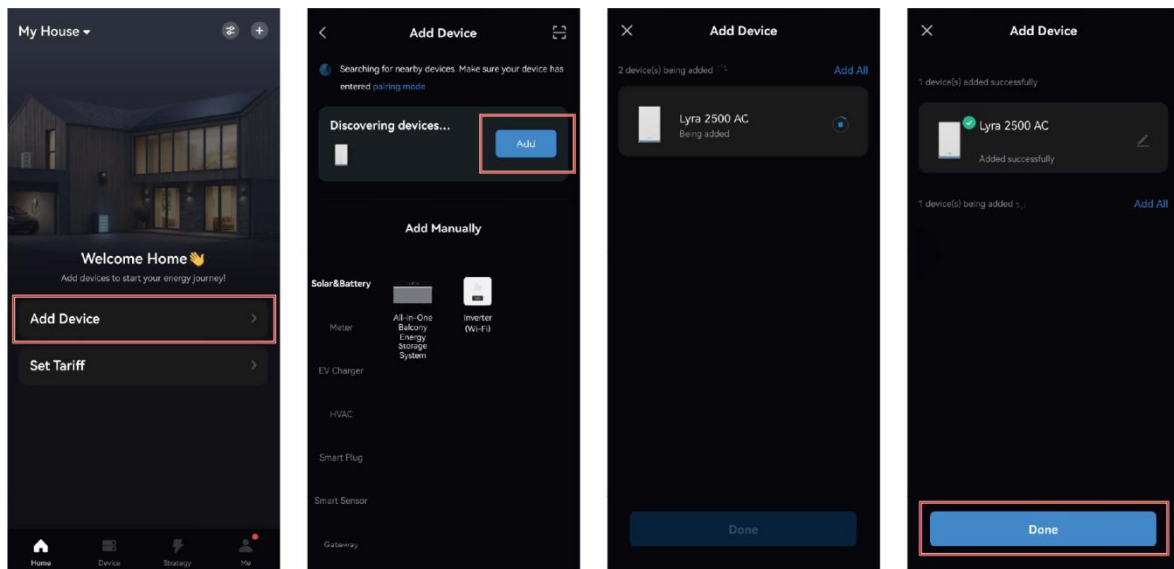 My House
Welcome Home👋
Add devices to start your energy journey!
Add Device
Set Tariff
Home
Device
Strategy
Me
Add Device
Searching for nearby devices. Make sure your device has
entered pairing mode
Discovering devices...
Add
Add Manually
Solar&Battery
Meter
EV Charger
HVAC
Smart Plug
Smart Sensor
Gateway
All-In-One
Balcony
Energy
Storage
System
Inverter
(Wi-Fi)
Add Device
2 device(s) being added
Add All
Lyra 2500 AC
Being added
Done
Add Device
1 device(s) added successfully
Lyra 2500 AC
Added successfully
1 device(s) being added
Add All
Done